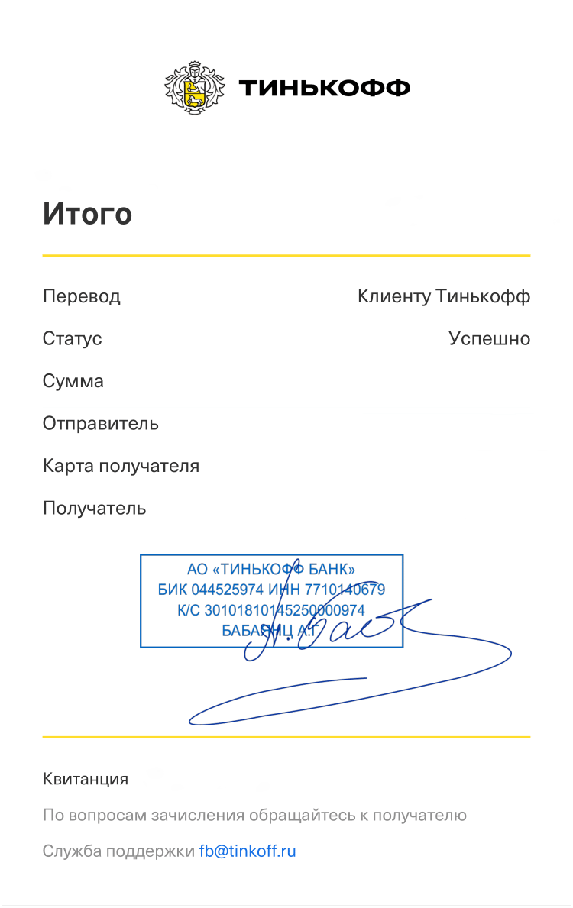 ТИНЬКОФФ
Итого
Перевод Клиенту Тинькофф
Статус Успешно
Сумма
Отправитель
Карта получателя
Получатель
АО «ТИНЬКОФФ БАНК»
БИК 044525974 ИНН 7710140679
К/С 30101810145250000974
БАБАЯНЦ А.Г
Квитанция
По вопросам зачисления обращайтесь к получателю
Служба поддержки fb@tinkoff.ru